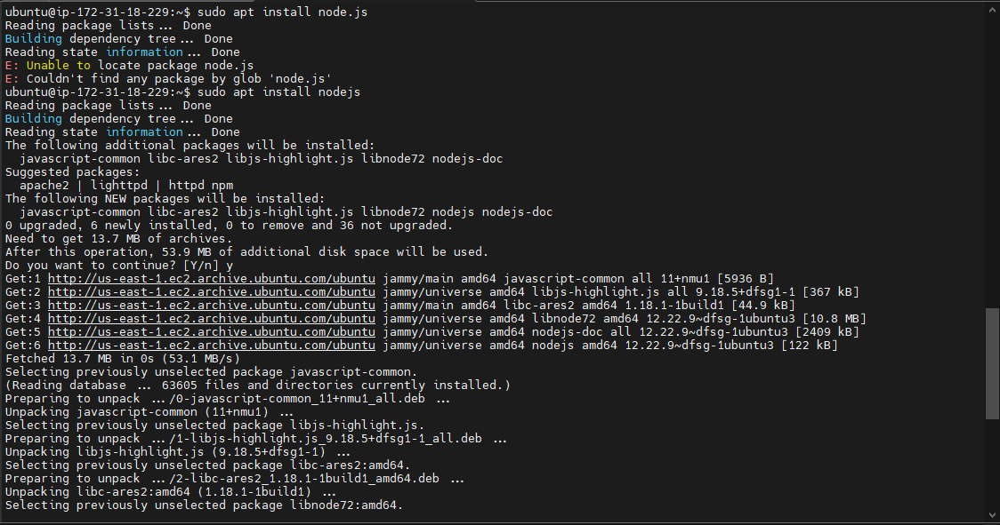 ubuntu@ip-172-31-18-229:~$ sudo apt install node.js
Reading package lists... Done
Building dependency tree... Done
Reading state information... Done
E: Unable to locate package node.js
E: Couldn't find any package by glob 'node.js'
ubuntu@ip-172-31-18-229:~$ sudo apt install nodejs
Reading package lists... Done
Building dependency tree... Done
Reading state information... Done
The following additional packages will be installed:
  javascript-common libc-ares2 libjs-highlight.js libnode72 nodejs-doc
Suggested packages:
  apache2 | lighttpd | httpd npm
The following NEW packages will be installed:
  javascript-common libc-ares2 libjs-highlight.js libnode72 nodejs nodejs-doc
0 upgraded, 6 newly installed, 0 to remove and 36 not upgraded.
Need to get 13.7 MB of archives.
After this operation, 53.9 MB of additional disk space will be used.
Do you want to continue? [Y/n] y
Get:1 http://us-east-1.ec2.archive.ubuntu.com/ubuntu jammy/main amd64 javascript-common all 11+nmu1 [5936 B]
Get:2 http://us-east-1.ec2.archive.ubuntu.com/ubuntu jammy/universe amd64 libjs-highlight.js all 9.18.5+dfsg1-1 [367 kB]
Get:3 http://us-east-1.ec2.archive.ubuntu.com/ubuntu jammy/main amd64 libc-ares2 amd64 1.18.1-1build1 [44.9 kB]
Get:4 http://us-east-1.ec2.archive.ubuntu.com/ubuntu jammy/universe amd64 libnode72 amd64 12.22.9~dfsg-1ubuntu3 [10.8 MB]
Get:5 http://us-east-1.ec2.archive.ubuntu.com/ubuntu jammy/universe amd64 nodejs-doc all 12.22.9~dfsg-1ubuntu3 [2409 kB]
Get:6 http://us-east-1.ec2.archive.ubuntu.com/ubuntu jammy/universe amd64 nodejs amd64 12.22.9~dfsg-1ubuntu3 [122 kB]
Fetched 13.7 MB in 0s (53.1 MB/s)
Selecting previously unselected package javascript-common.
(Reading database ... 63605 files and directories currently installed.)
Preparing to unpack .../0-javascript-common_11+nmu1_all.deb ...
Unpacking javascript-common (11+nmu1) ...
Selecting previously unselected package libjs-highlight.js.
Preparing to unpack .../1-libjs-highlight.js_9.18.5+dfsg1-1_all.deb ...
Unpacking libjs-highlight.js (9.18.5+dfsg1-1) ...
Selecting previously unselected package libc-ares2:amd64.
Preparing to unpack .../2-libc-ares2_1.18.1-1build1_amd64.deb ...
Unpacking libc-ares2:amd64 (1.18.1-1build1) ...
Selecting previously unselected package libnode72:amd64.